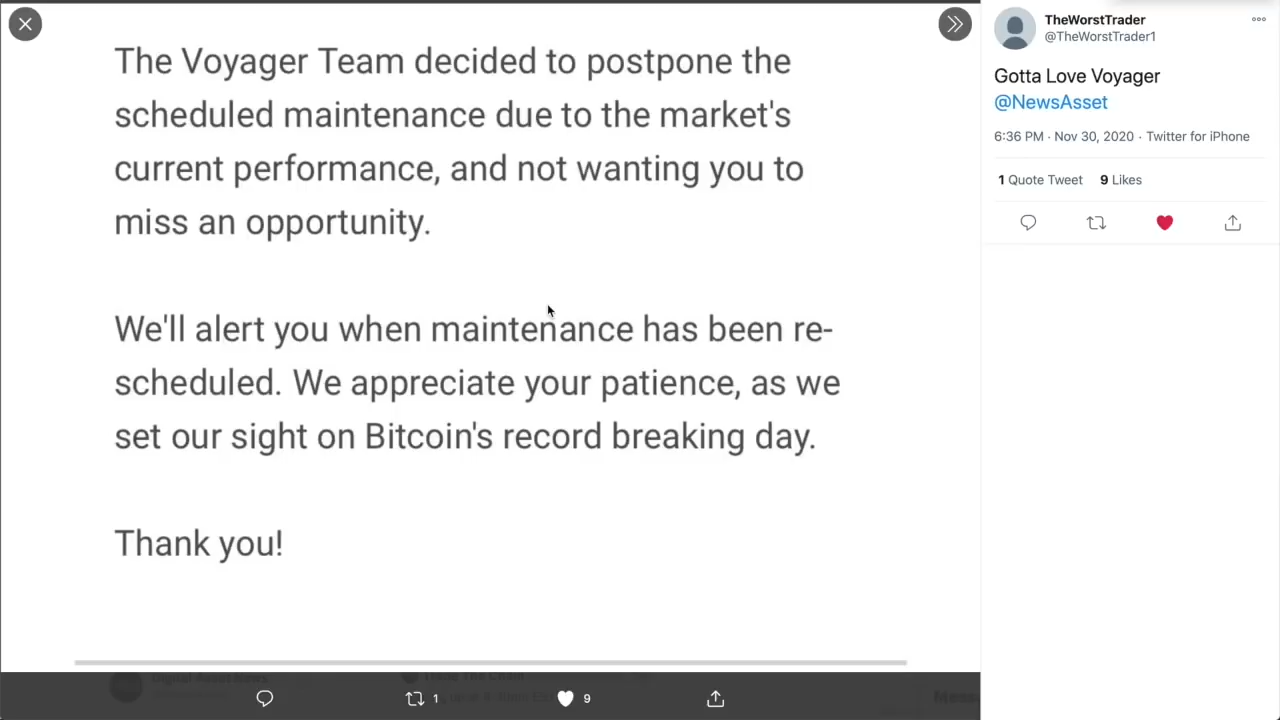 The Voyager Team decided to postpone the
scheduled maintenance due to the market's
current performance, and not wanting you to
miss an opportunity.
We'll alert you when maintenance has been re-
scheduled. We appreciate your patience, as we
set our sight on Bitcoin's record breaking day.
Thank you!
1
9
TheWorstTrader
@TheWorstTrader1
Gotta Love Voyager
@NewsAsset
6:36 PM · Nov 30, 2020 · Twitter for iPhone
1 Quote Tweet 9 Likes